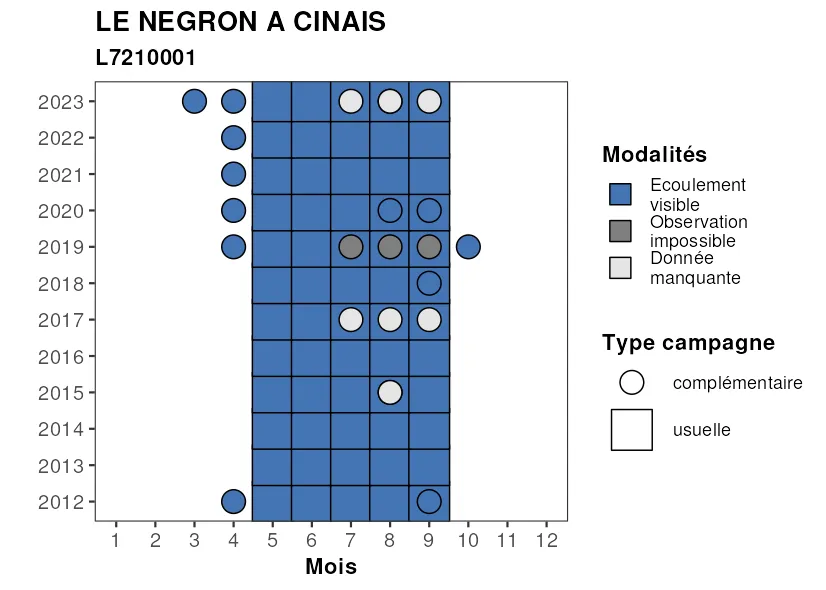 LE NEGRON A CINAIS
L7210001
2023
2022
2021
2020
2019
2018
2017
2016
2015
2014
2013
2012
1 2 3 4 5 6 7 8 9 10 11 12
Mois
Modalités
Ecoulement
visible
Observation
impossible
Donnée
manquante
Type campagne
complémentaire
usuelle